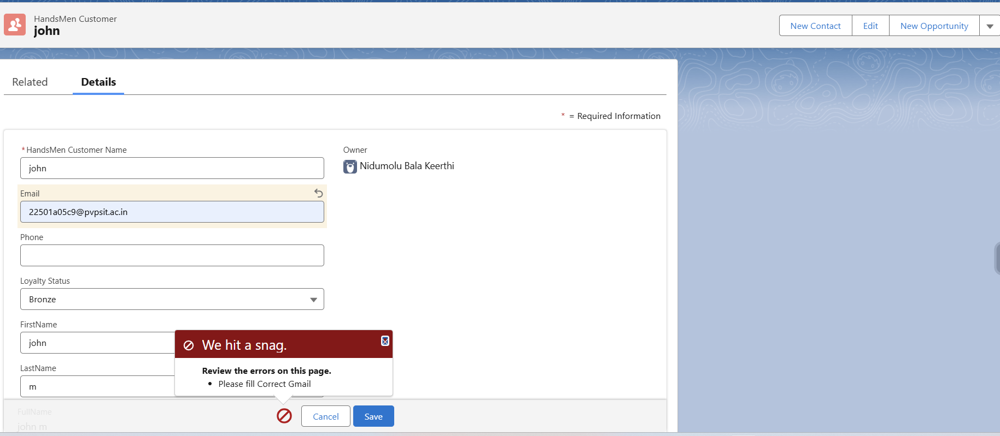 HandsMen Customer
john
New Contact
Edit
New Opportunity
Related
Details
* = Required Information
*HandsMen Customer Name
john
Owner
Nidumolu Bala Keerthi
Email
22501a05c9@pvpsit.ac.in
Phone
Loyalty Status
Bronze
FirstName
john
We hit a snag.
Review the errors on this page.
• Please fill Correct Gmail
LastName
m
FullName
john m
Cancel
Save